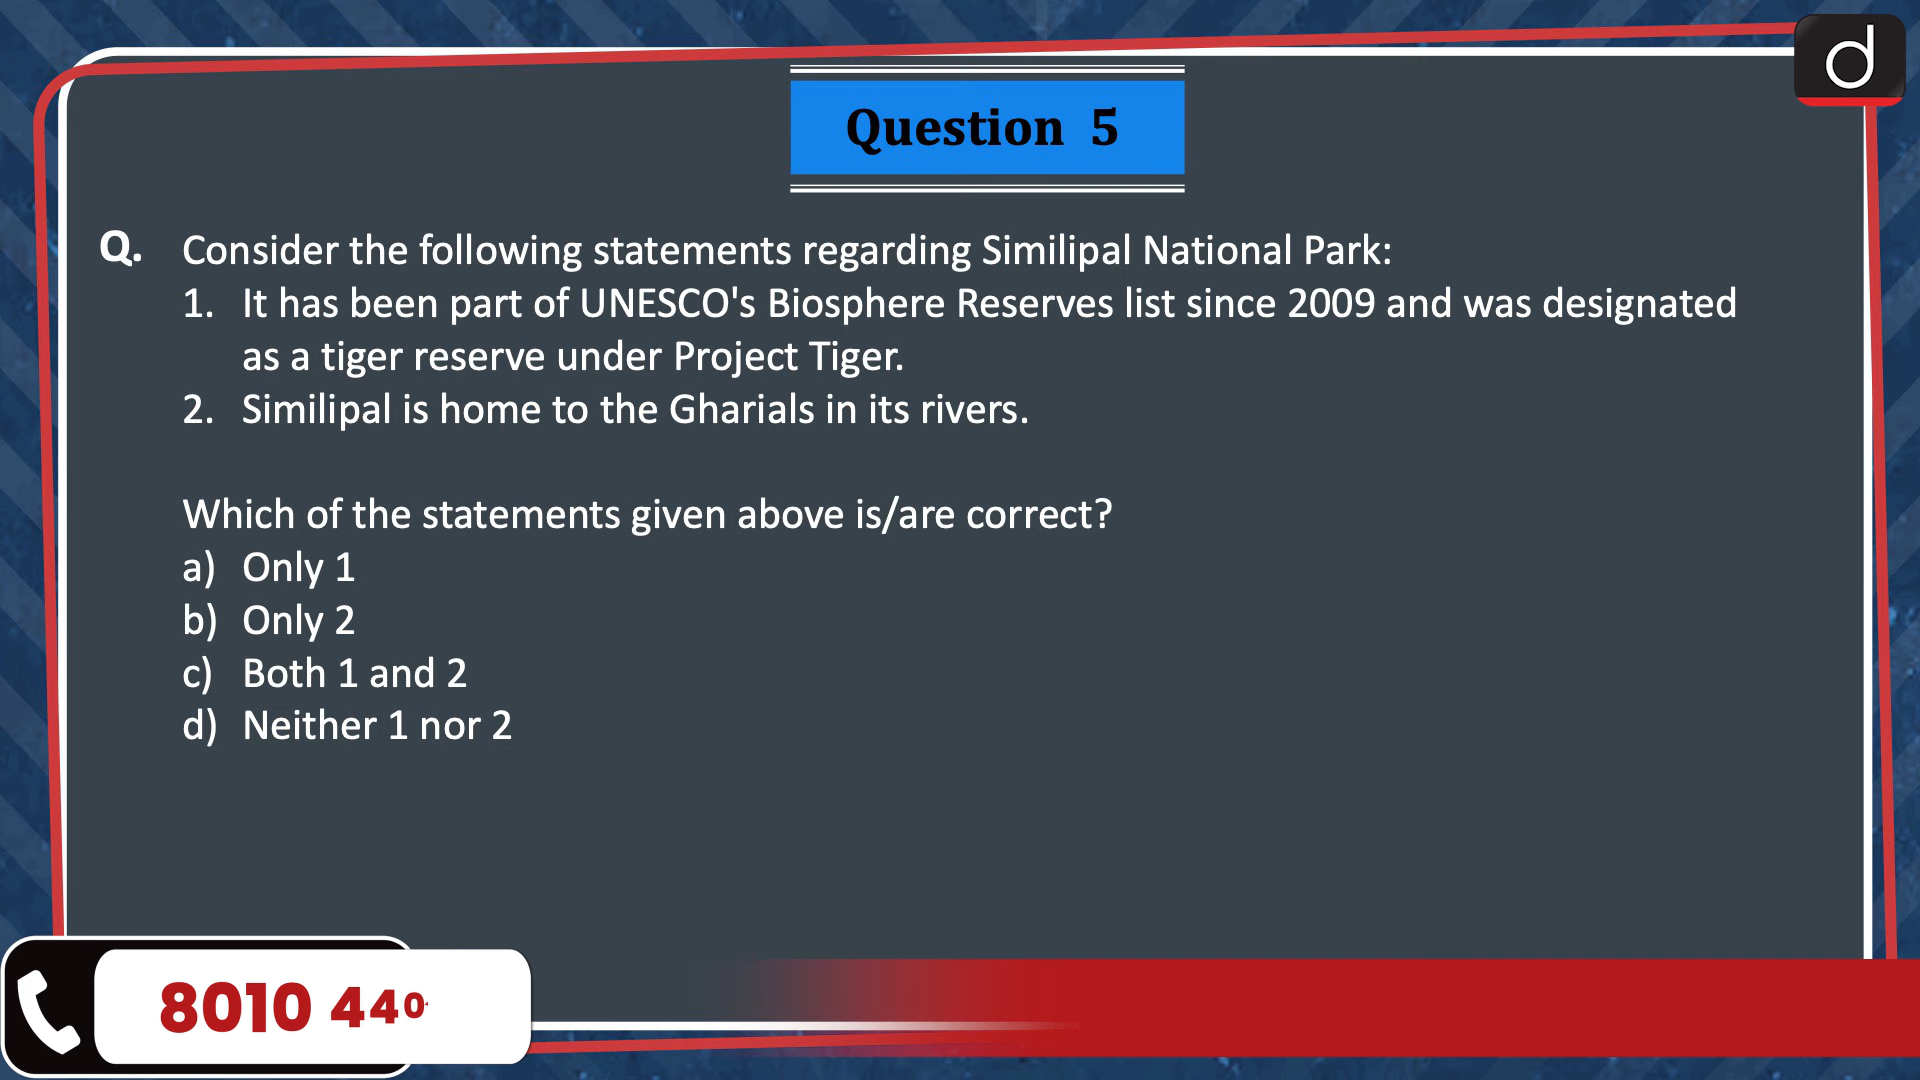 d
Question 5
Q. Consider the following statements regarding Similipal National Park:
1. It has been part of UNESCO's Biosphere Reserves list since 2009 and was designated
as a tiger reserve under Project Tiger.
2. Similipal is home to the Gharials in its rivers.
Which of the statements given above is/are correct?
a) Only 1
b) Only 2
c) Both 1 and 2
d) Neither 1 nor 2
8010 440